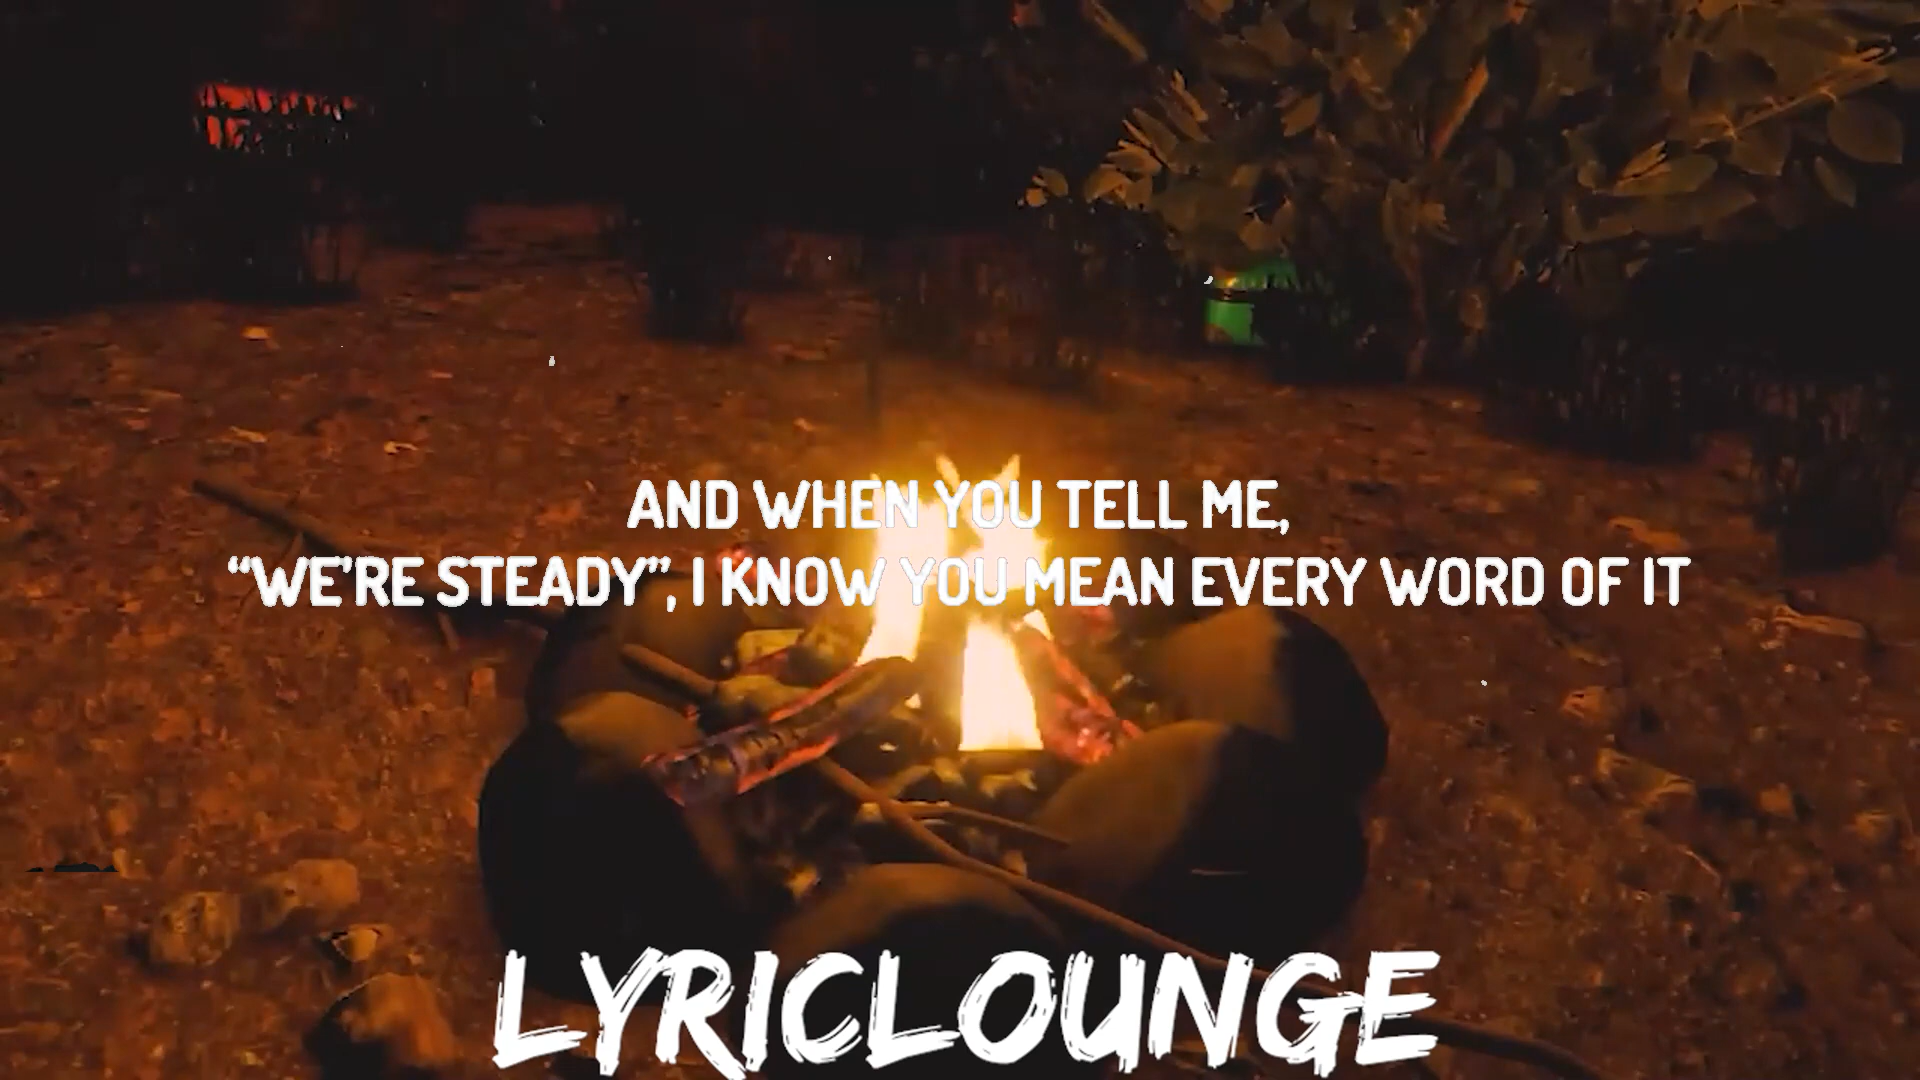 AND WHEN YOU TELL ME,
“WE’RE STEADY”, I KNOW YOU MEAN EVERY WORD OF IT
LYRICLOUNGE